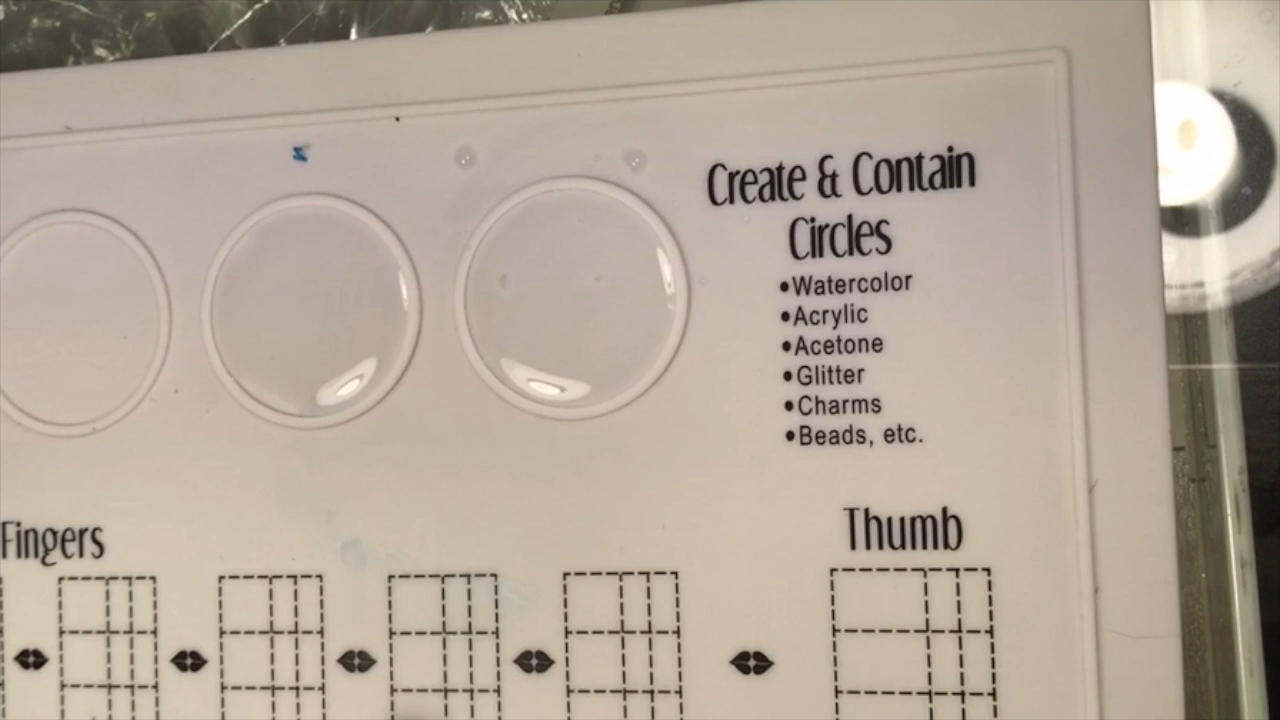 Create & Contain
Circles
•Watercolor
•Acrylic
•Acetone
•Glitter
•Charms
•Beads, etc.
Fingers
Thumb